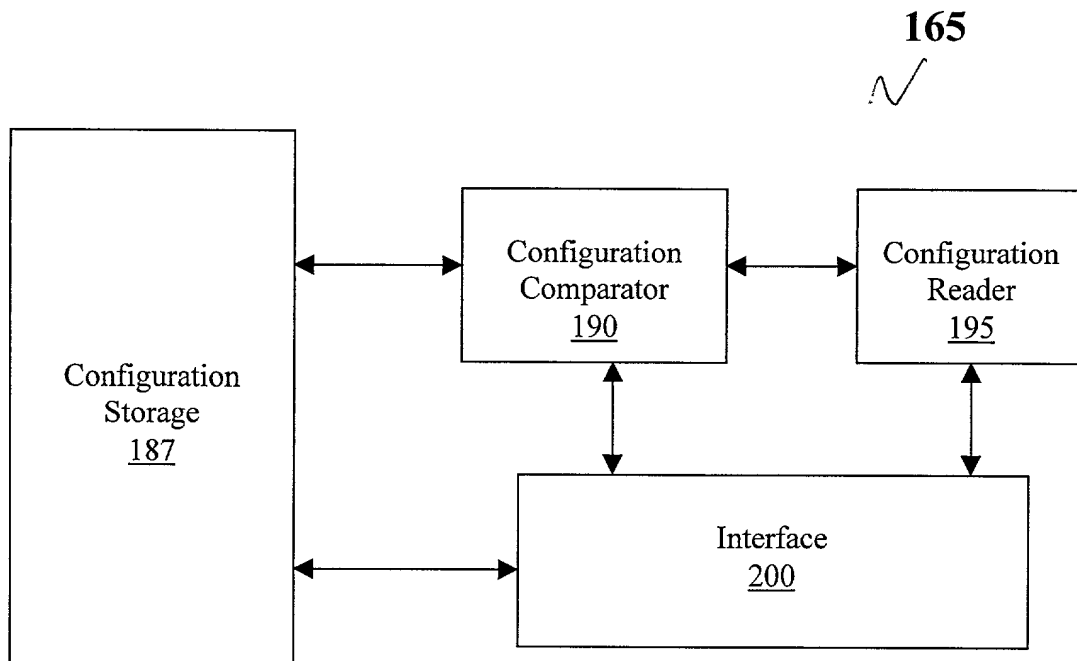 165
Configuration
Comparator
190
Configuration
Reader
195
Configuration
Storage
187
Interface
200